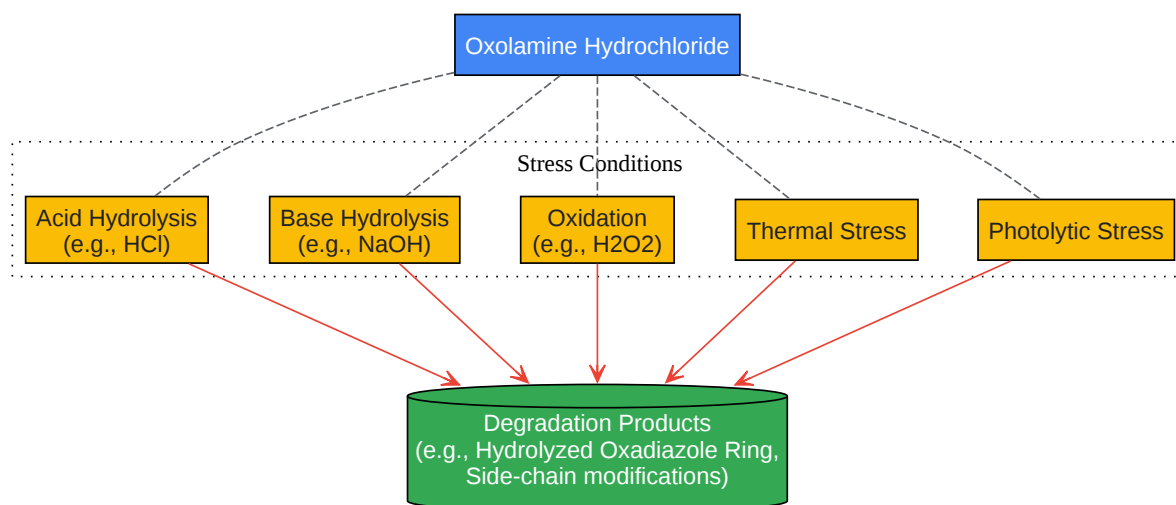 Oxolamine Hydrochloride
Stress Conditions
Acid Hydrolysis
(e.g., HCl)
Base Hydrolysis
(e.g., NaOH)
Oxidation
(e.g., H2O2)
Thermal Stress
Photolytic Stress
Degradation Products
(e.g., Hydrolyzed Oxadiazole Ring,
Side-chain modifications)